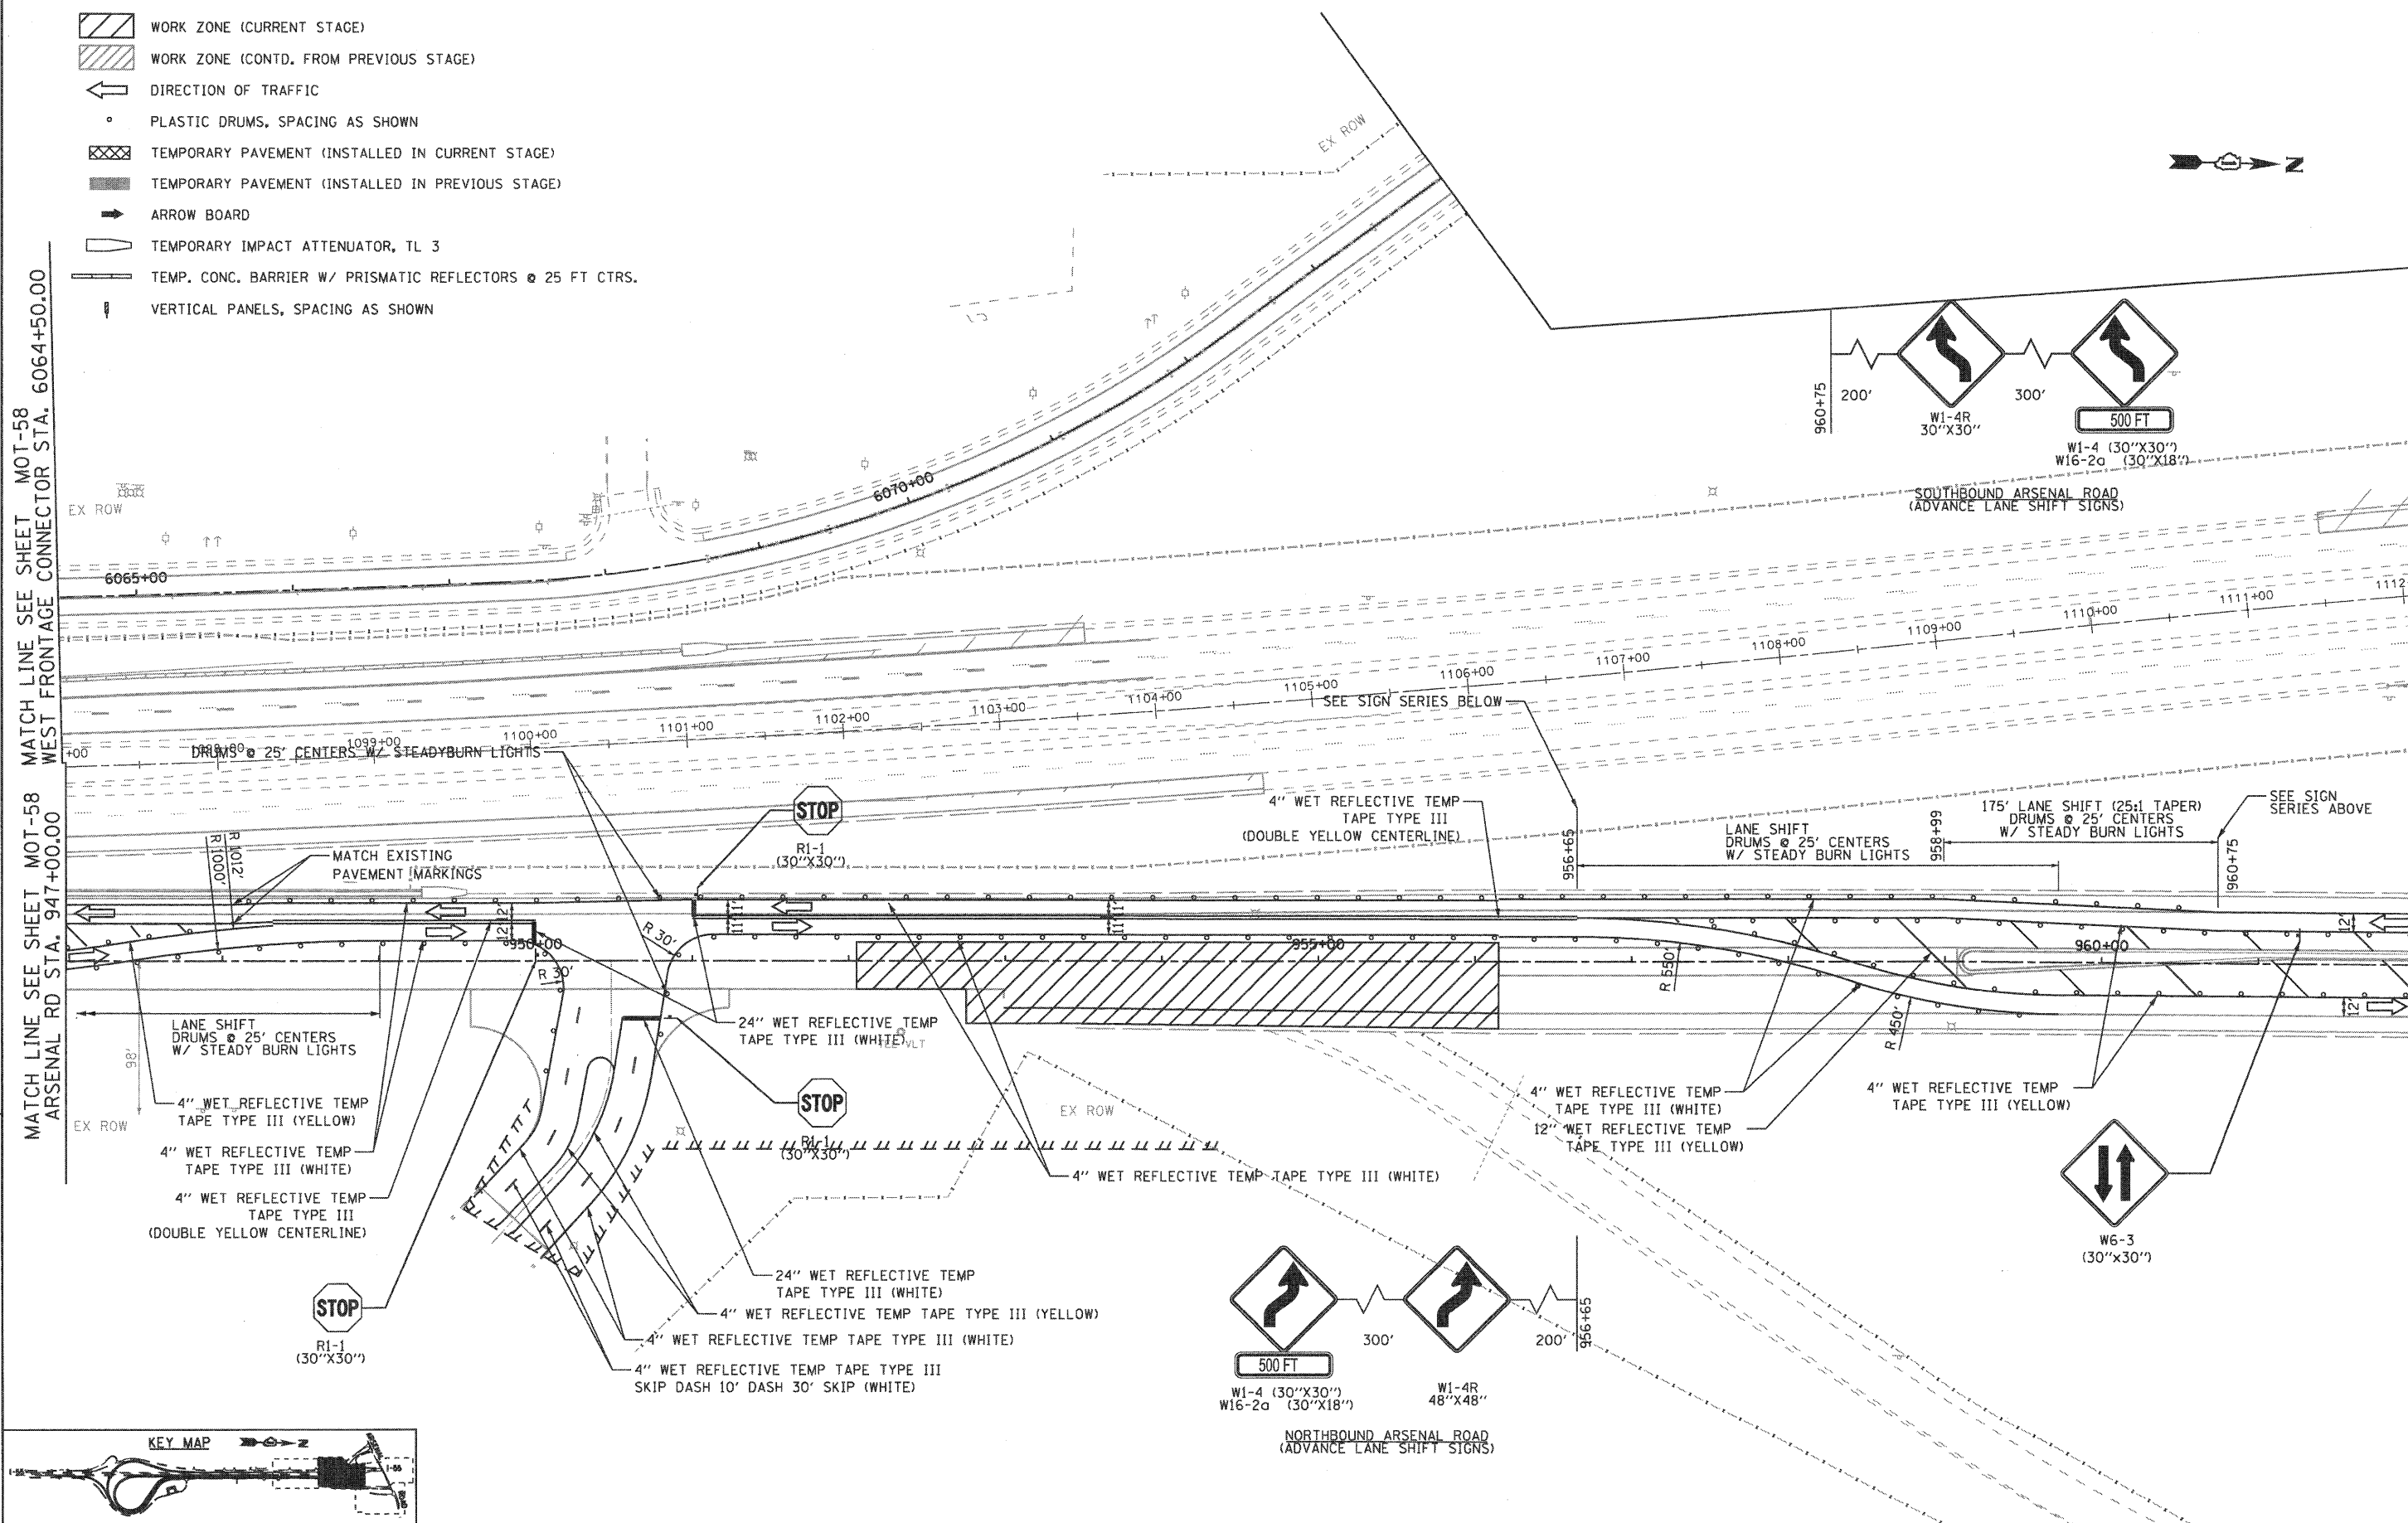 WORK ZONE (CURRENT STAGE)
WORK ZONE (CONTD. FROM PREVIOUS STAGE)
DIRECTION OF TRAFFIC
PLASTIC DRUMS, SPACING AS SHOWN
TEMPORARY PAVEMENT (INSTALLED IN CURRENT STAGE)
TEMPORARY PAVEMENT (INSTALLED IN PREVIOUS STAGE)
ARROW BOARD
TEMPORARY IMPACT ATTENUATOR, TL 3
TEMP. CONC. BARRIER W/ PRISMATIC REFLECTORS @ 25 FT CTRS.
VERTICAL PANELS, SPACING AS SHOWN
MATCH LINE SEE SHEET MOT-58
WEST FRONTAGE CONNECTOR STA. 6064+50.00
MATCH LINE SEE SHEET MOT-58
ARSENAL RD STA. 947+00.00
EX ROW
N
960+75
200'
W1-4R
30"X30"
300'
500 FT
W1-4 (30"X30")
W16-2a (30"X18")
SOUTHBOUND ARSENAL ROAD
(ADVANCE LANE SHIFT SIGNS)
EX ROW
6065+00
6070+00
+00
1099+00
1100+00
1101+00
1102+00
1103+00
1104+00
1105+00
1106+00
1107+00
1108+00
1109+00
1110+00
1111+00
1112
SEE SIGN SERIES BELOW
DRUMS @ 25' CENTERS W/ STEADYBURN LIGHTS
STOP
R1-1
(30"X30")
4" WET REFLECTIVE TEMP
TAPE TYPE III
(DOUBLE YELLOW CENTERLINE)
956+65
LANE SHIFT
DRUMS @ 25' CENTERS
W/ STEADY BURN LIGHTS
958+99
175' LANE SHIFT (25:1 TAPER)
DRUMS @ 25' CENTERS
W/ STEADY BURN LIGHTS
SEE SIGN
SERIES ABOVE
960+75
R 1012'
R 1000'
MATCH EXISTING
PAVEMENT MARKINGS
12'
12'
950+00
R 30'
R 30'
11'
11'
11'
11'
955+00
R 550'
R 450'
960+00
12'
12'
LANE SHIFT
DRUMS @ 25' CENTERS
W/ STEADY BURN LIGHTS
98'
24" WET REFLECTIVE TEMP
TAPE TYPE III (WHITE)
STOP
R1-1
(30"X30")
EX ROW
EX ROW
4" WET REFLECTIVE TEMP
TAPE TYPE III (YELLOW)
4" WET REFLECTIVE TEMP
TAPE TYPE III (WHITE)
4" WET REFLECTIVE TEMP
TAPE TYPE III
(DOUBLE YELLOW CENTERLINE)
4" WET REFLECTIVE TEMP TAPE TYPE III (WHITE)
4" WET REFLECTIVE TEMP
TAPE TYPE III (WHITE)
12" WET REFLECTIVE TEMP
TAPE TYPE III (YELLOW)
4" WET REFLECTIVE TEMP
TAPE TYPE III (YELLOW)
W6-3
(30"x30")
STOP
R1-1
(30"X30")
24" WET REFLECTIVE TEMP
TAPE TYPE III (WHITE)
4" WET REFLECTIVE TEMP TAPE TYPE III (YELLOW)
4" WET REFLECTIVE TEMP TAPE TYPE III (WHITE)
4" WET REFLECTIVE TEMP TAPE TYPE III
SKIP DASH 10' DASH 30' SKIP (WHITE)
500 FT
W1-4 (30"X30")
W16-2a (30"X18")
300'
W1-4R
48"X48"
200'
956+65
NORTHBOUND ARSENAL ROAD
(ADVANCE LANE SHIFT SIGNS)
KEY MAP
N
I-55
I-55